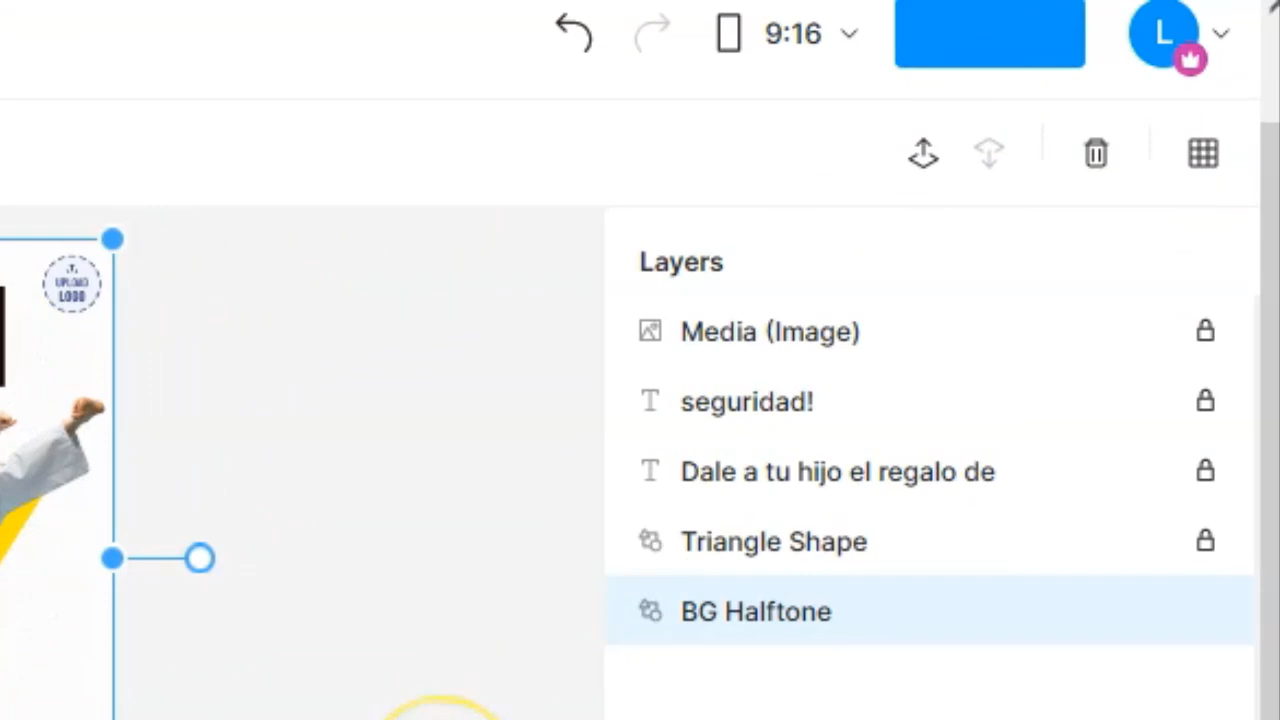 9:16
L
UPLOAD
LOGO
Layers
Media (Image)
seguridad!
Dale a tu hijo el regalo de
Triangle Shape
BG Halftone